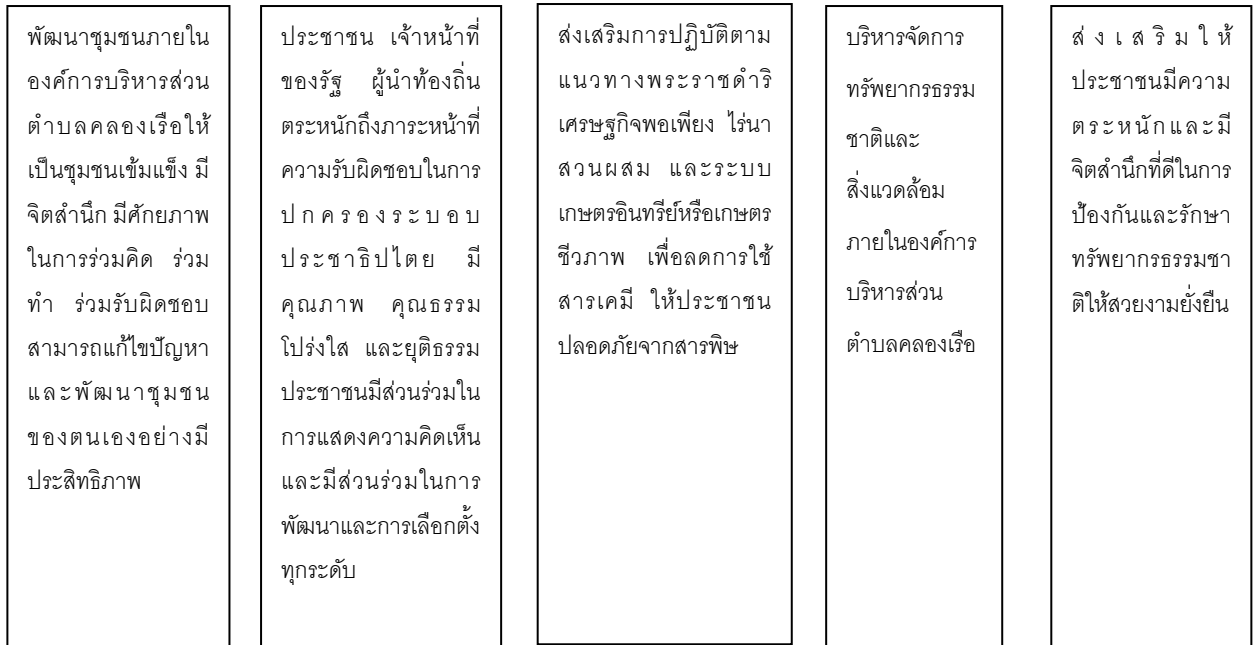 พัฒนาชุมชนภายใน
องค์การบริหารส่วน
ตำบลคลองเรือให้
เป็นชุมชนเข้มแข็ง มี
จิตสำนึก มีศักยภาพ
ในการร่วมคิด ร่วม
ทำ ร่วมรับผิดชอบ
สามารถแก้ไขปัญหา
และพัฒนาชุมชน
ของตนเองอย่างมี
ประสิทธิภาพ
ประชาชน เจ้าหน้าที่
ของรัฐ ผู้นำท้องถิ่น
ตระหนักถึงภาระหน้าที่
ความรับผิดชอบในการ
ปกครองระบอบ
ประชาธิปไตย มี
คุณภาพ คุณธรรม
โปร่งใส และยุติธรรม
ประชาชนมีส่วนร่วมใน
การแสดงความคิดเห็น
และมีส่วนร่วมในการ
พัฒนาและการเลือกตั้ง
ทุกระดับ
ส่งเสริมการปฏิบัติตาม
แนวทางพระราชดำริ
เศรษฐกิจพอเพียง ไร่นา
สวนผสม และระบบ
เกษตรอินทรีย์หรือเกษตร
ชีวภาพ เพื่อลดการใช้
สารเคมี ให้ประชาชน
ปลอดภัยจากสารพิษ
บริหารจัดการ
ทรัพยากรธรรม
ชาติและ
สิ่งแวดล้อม
ภายในองค์การ
บริหารส่วน
ตำบลคลองเรือ
ส่งเสริมให้
ประชาชนมีความ
ตระหนักและมี
จิตสำนึกที่ดีในการ
ป้องกันและรักษา
ทรัพยากรธรรมชา
ติให้สวยงามยั่งยืน